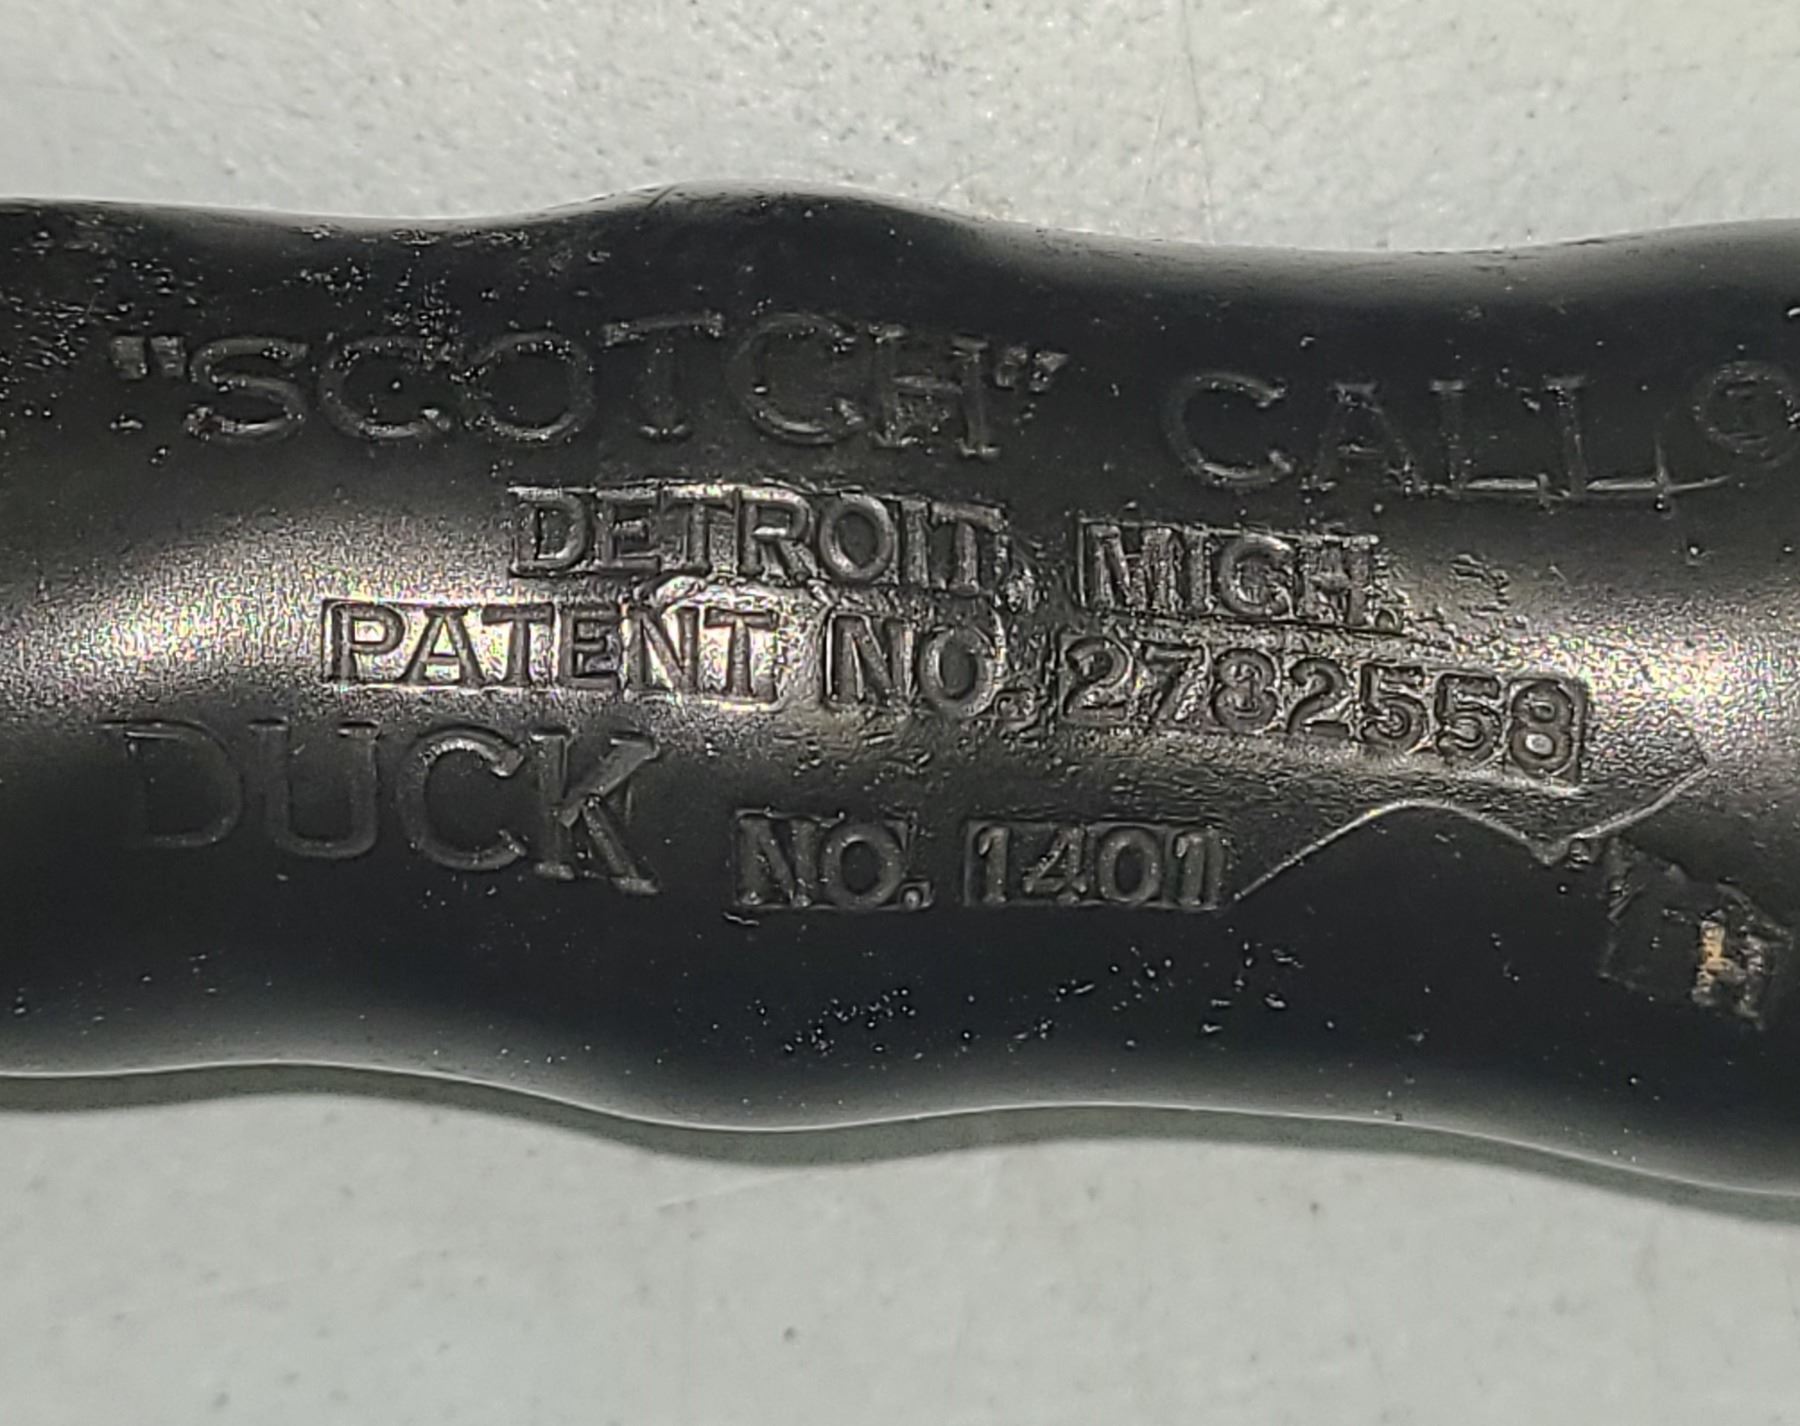 "SCOTCH" CALL ®
DETROIT, MICH.
PATENT NO. 2782558
DUCK NO. 1401